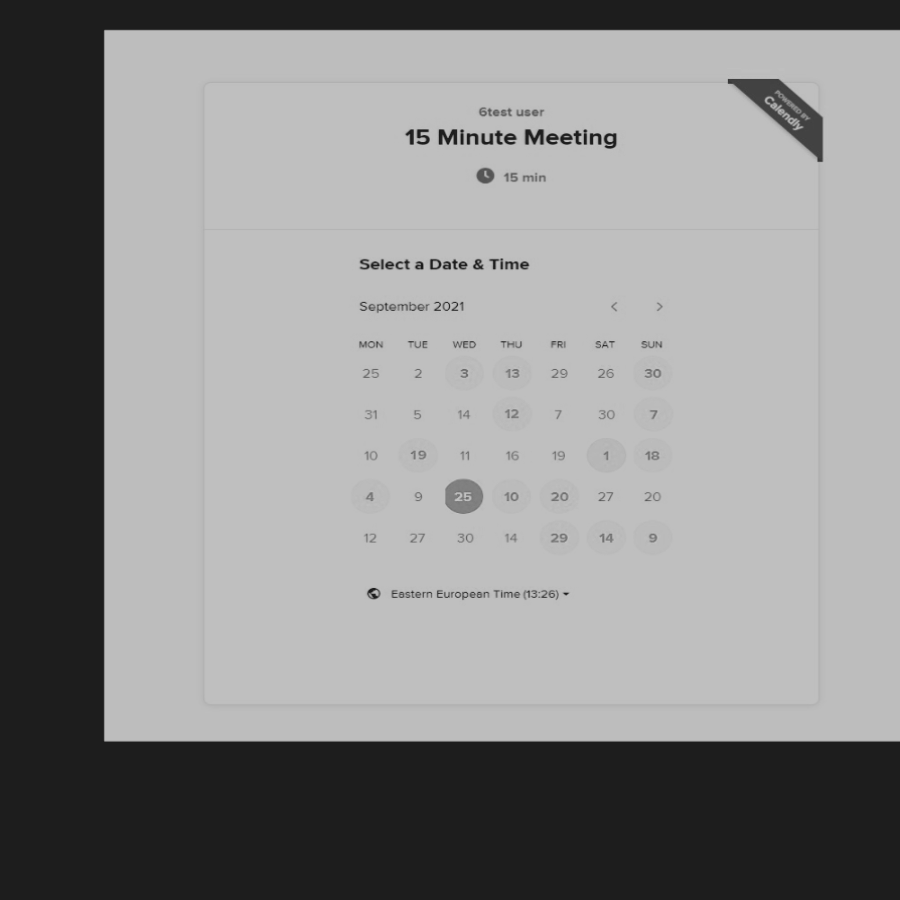 POWERED BY
Calendly
6test user
15 Minute Meeting
15 min
Select a Date & Time
September 2021
MON TUE WED THU FRI SAT SUN
25 2 3 13 29 26 30
31 5 14 12 7 30 7
10 19 11 16 19 1 18
4 9 25 10 20 27 20
12 27 30 14 29 14 9
Eastern European Time (13:26)